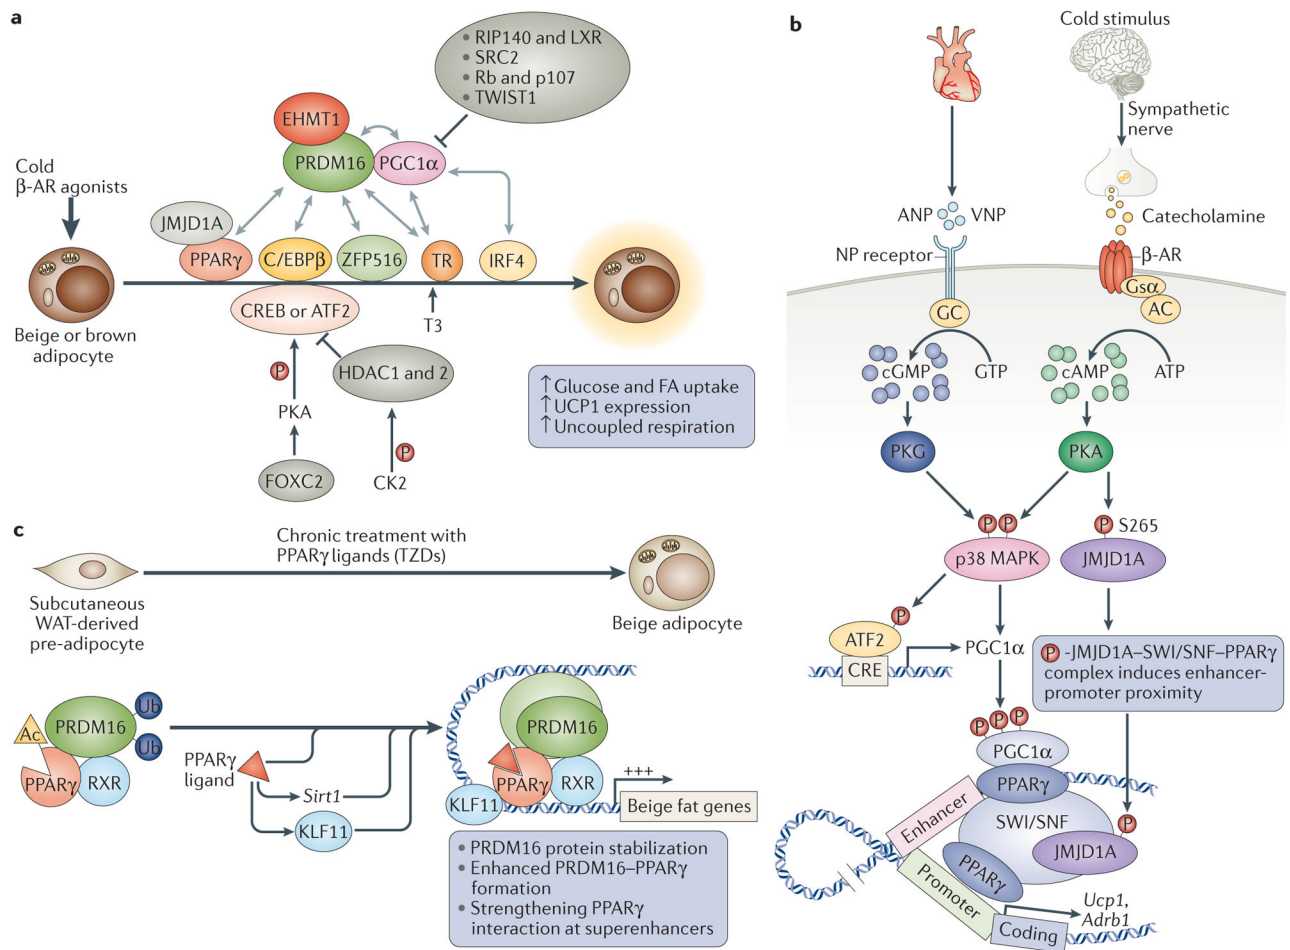 a
• RIP140 and LXR
• SRC2
• Rb and p107
• TWIST1
EHMT1
PRDM16
PGC1α
Cold
β-AR agonists
JMJD1A
PPARγ
C/EBPβ
ZFP516
TR
IRF4
CREB or ATF2
T3
Beige or brown
adipocyte
HDAC1 and 2
P
PKA
P
FOXC2
CK2
↑Glucose and FA uptake
↑UCP1 expression
↑Uncoupled respiration
b
Cold stimulus
Sympathetic
nerve
ANP
VNP
Catecholamine
NP receptor
β-AR
Gsα
GC
AC
cGMP
GTP
cAMP
ATP
PKG
PKA
P
P
P
S265
p38 MAPK
JMJD1A
P
ATF2
CRE
PGC1α
P -JMJD1A–SWI/SNF–PPARγ
complex induces enhancer-
promoter proximity
P
P
P
PGC1α
PPARγ
Enhancer
SWI/SNF
P
JMJD1A
PPARγ
Promoter
Ucp1,
Adrb1
Coding
c
Chronic treatment with
PPARγ ligands (TZDs)
Subcutaneous
WAT-derived
pre-adipocyte
Beige adipocyte
Ac
PRDM16
Ub
Ub
PPARγ
RXR
PPARγ
ligand
Sirt1
KLF11
PRDM16
PPARγ
RXR
KLF11
+++
Beige fat genes
• PRDM16 protein stabilization
• Enhanced PRDM16–PPARγ
formation
• Strengthening PPARγ
interaction at superenhancers